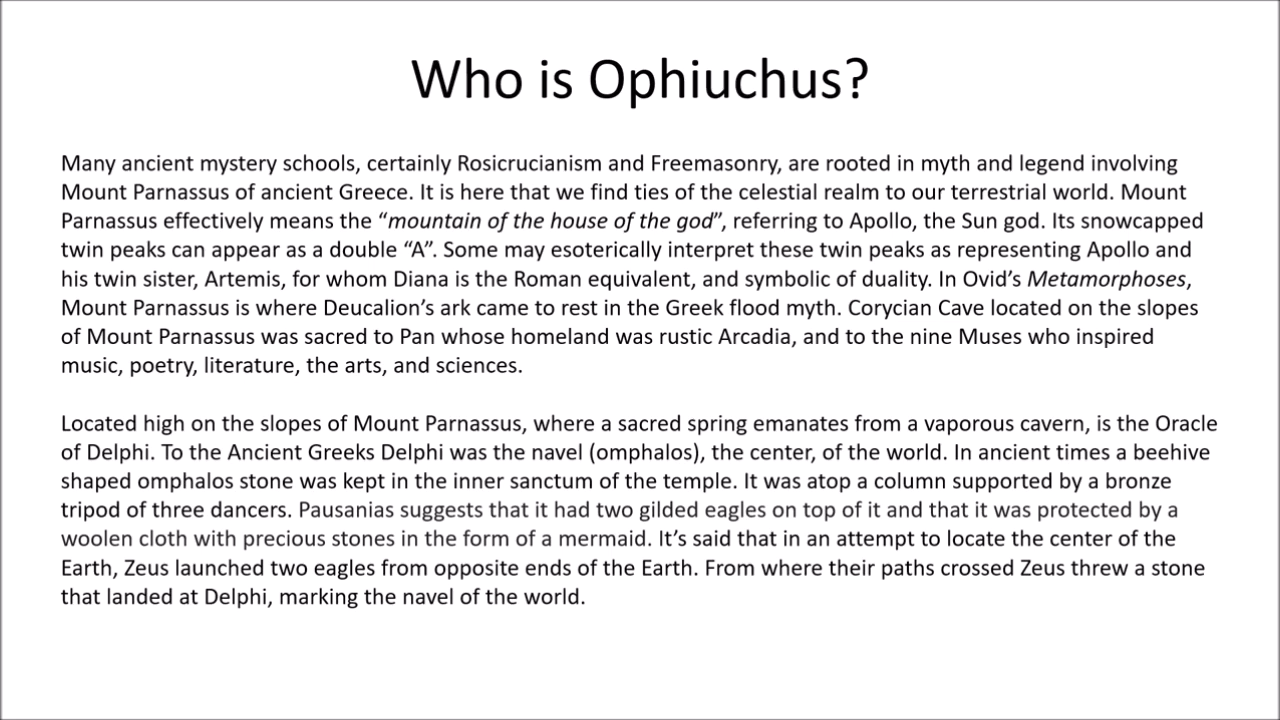 Who is Ophiuchus?
Many ancient mystery schools, certainly Rosicrucianism and Freemasonry, are rooted in myth and legend involving
Mount Parnassus of ancient Greece. It is here that we find ties of the celestial realm to our terrestrial world. Mount
Parnassus effectively means the “mountain of the house of the god”, referring to Apollo, the Sun god. Its snowcapped
twin peaks can appear as a double “A”. Some may esoterically interpret these twin peaks as representing Apollo and
his twin sister, Artemis, for whom Diana is the Roman equivalent, and symbolic of duality. In Ovid’s Metamorphoses,
Mount Parnassus is where Deucalion’s ark came to rest in the Greek flood myth. Corycian Cave located on the slopes
of Mount Parnassus was sacred to Pan whose homeland was rustic Arcadia, and to the nine Muses who inspired
music, poetry, literature, the arts, and sciences.
Located high on the slopes of Mount Parnassus, where a sacred spring emanates from a vaporous cavern, is the Oracle
of Delphi. To the Ancient Greeks Delphi was the navel (omphalos), the center, of the world. In ancient times a beehive
shaped omphalos stone was kept in the inner sanctum of the temple. It was atop a column supported by a bronze
tripod of three dancers. Pausanias suggests that it had two gilded eagles on top of it and that it was protected by a
woolen cloth with precious stones in the form of a mermaid. It’s said that in an attempt to locate the center of the
Earth, Zeus launched two eagles from opposite ends of the Earth. From where their paths crossed Zeus threw a stone
that landed at Delphi, marking the navel of the world.